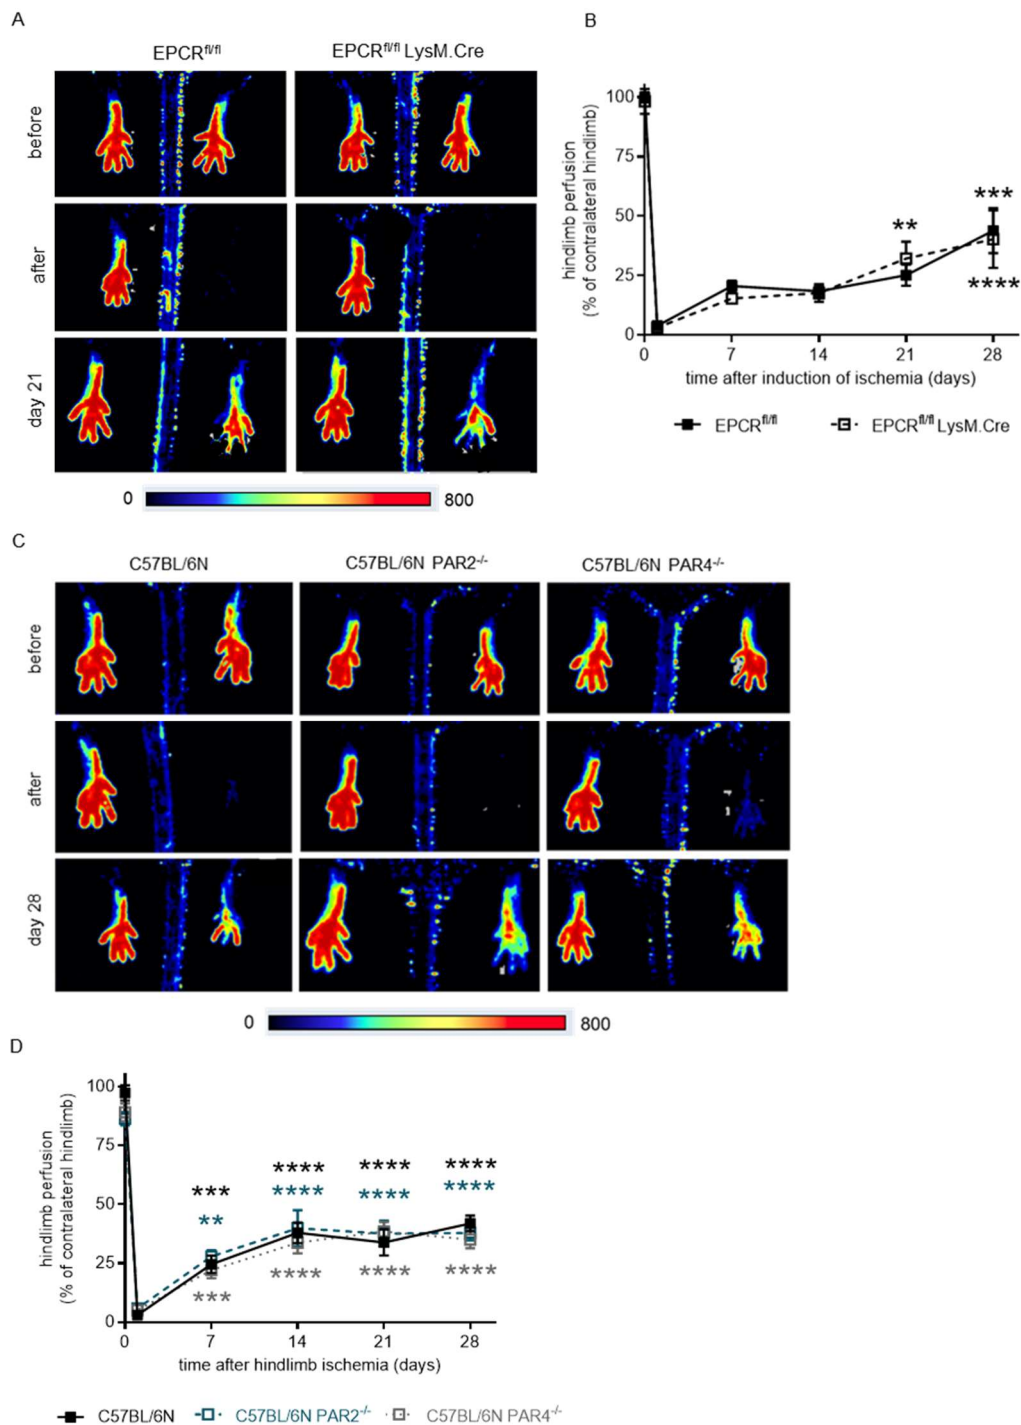 A
EPCRfl/fl
EPCRfl/fl LysM.Cre
before
after
day 21
0
800
B
hindlimb perfusion
(% of contralateral hindlimb)
100
75
50
25
0
**
***
****
0 7 14 21 28
time after induction of ischemia (days)
EPCRfl/fl
EPCRfl/fl LysM.Cre
C
C57BL/6N
C57BL/6N PAR2-/-
C57BL/6N PAR4-/-
before
after
day 28
0
800
D
hindlimb perfusion
(% of contralateral hindlimb)
100
75
50
25
0
*** **** **** ****
** **** **** ****
*** **** **** ****
0 7 14 21 28
time after hindlimb ischemia (days)
C57BL/6N
C57BL/6N PAR2-/-
C57BL/6N PAR4-/-